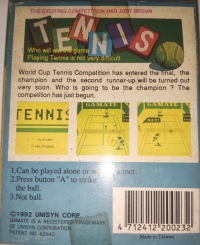 THE EXCITING COMPETITION HAS JUST BEGUN
TENNIS
Who will win the game
Playing Tennis is not very difficult
World Cup Tennis Competition has entered the final, the
champion and the second runner-up will be turned out
very soon. Who is going to be the champion ? The
competition has just begun.
GAMATE
GAMATE
TENNIS
1.Can be played alone or
2.Press button "A" to strike
the ball.
3.Not ball.
©1992 UNISYN CORP.
GAMATE IS A REGISTERED TRADEMARK
OF UNISYN CORPORATION
PATENT NO.
4 712412 200232
Made in Taiwan